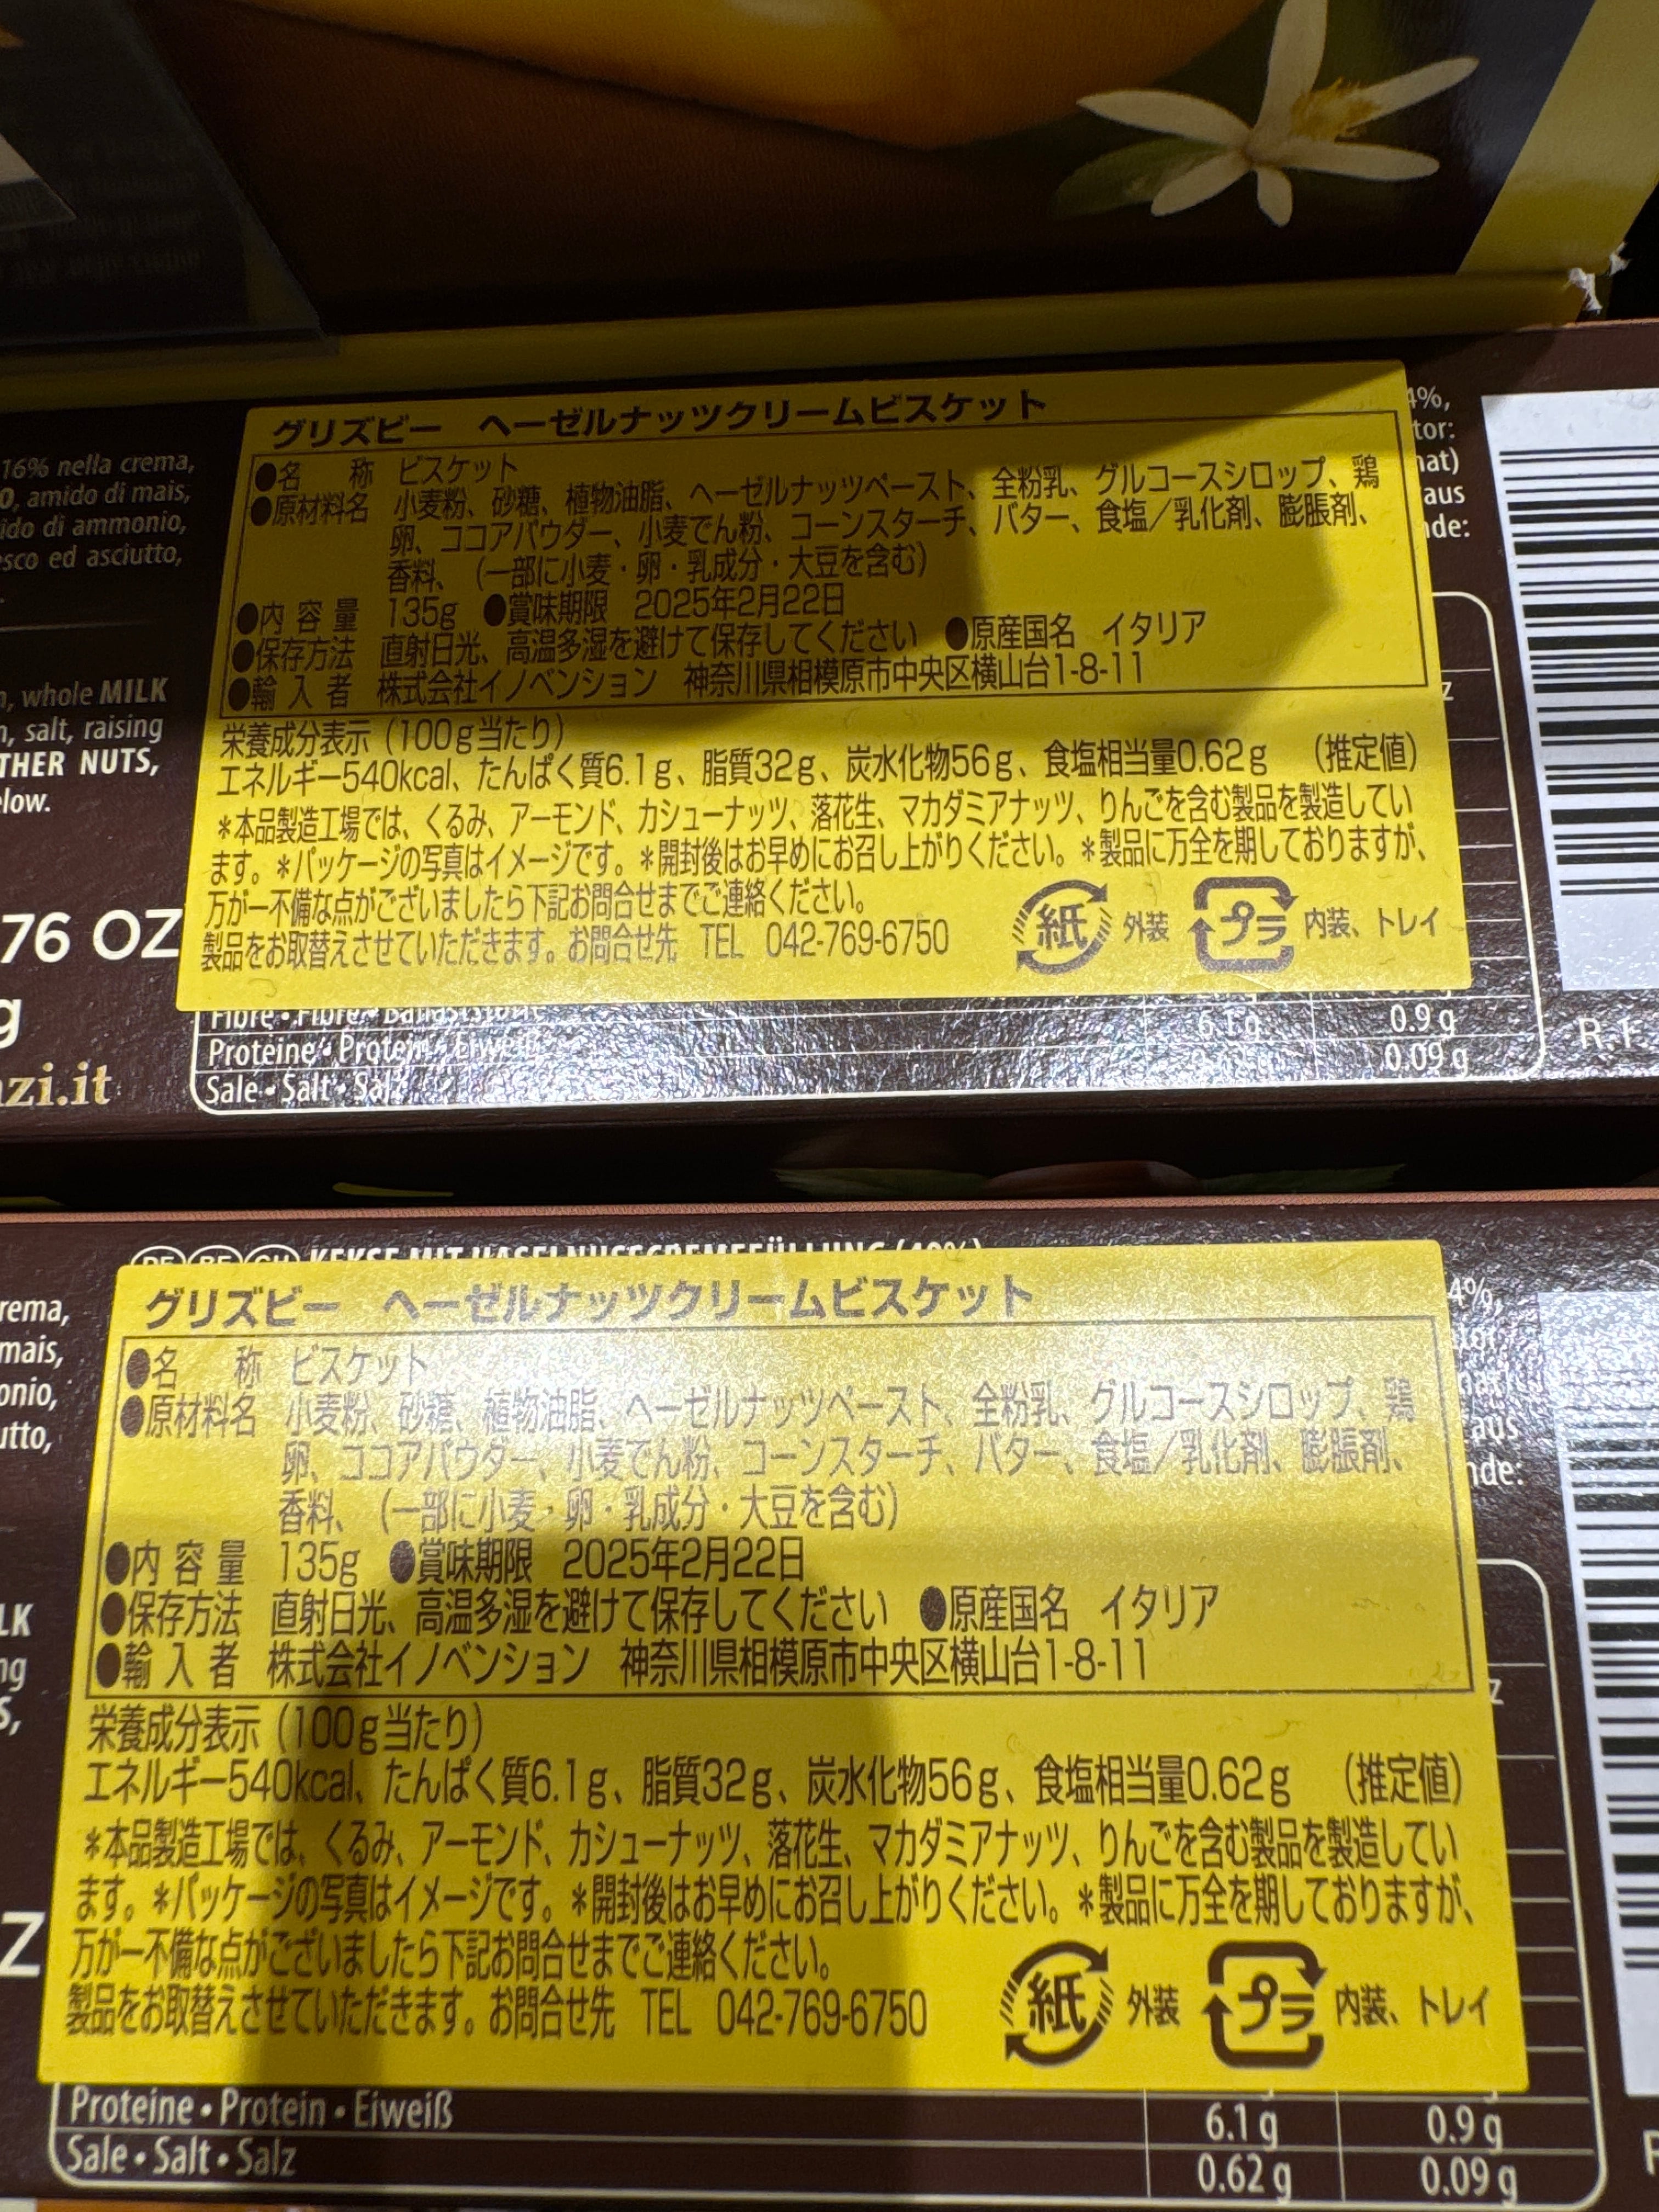 16% nella crema,
O, amido di mais,
ido di ammonio,
esco ed asciutto,
whole MILK
salt, raising
THER NUTS,
elow.
76 OZ
g
zi.it
グリズビー ヘーゼルナッツクリームビスケット
●名 称 ビスケット
●原材料名 小麦粉、砂糖、植物油脂、ヘーゼルナッツペースト、全粉乳、グルコースシロップ、鶏
卵、ココアパウダー、小麦でん粉、コーンスターチ、バター、食塩/乳化剤、膨脹剤、
香料、(一部に小麦・卵・乳成分・大豆を含む)
●内 容 量 135g ●賞味期限 2025年2月22日
●保存方法 直射日光、高温多湿を避けて保存してください ●原産国名 イタリア
●輸 入 者 株式会社イノベンション 神奈川県相模原市中央区横山台1-8-11
栄養成分表示(100g当たり)
エネルギー540kcal、たんぱく質6.1g、脂質32g、炭水化物56g、食塩相当量0.62g (推定値)
*本品製造工場では、くるみ、アーモンド、カシューナッツ、落花生、マカダミアナッツ、りんごを含む製品を製造してい
ます。*パッケージの写真はイメージです。*開封後はお早めにお召し上がりください。*製品に万全を期しておりますが、
万が一不備な点がございましたら下記お問合せまでご連絡ください。
製品をお取替えさせていただきます。お問合せ先 TEL 042-769-6750
紙 外装 プラ 内装、トレイ
4%,
tor:
nat)
aus
nde:
z
Fibre • Fibre • Ballaststoffe
Proteine • Protein • Eiweiß 6.1 g 0.9 g
Sale • Salt • Salz 0.09 g
R.1
DE BE CH KEKSE MIT HASELNUSSCREMEFÜLLUNG (40%)
rema,
mais,
onio,
utto,
LK
ng
S,
Z
グリズビー ヘーゼルナッツクリームビスケット
●名 称 ビスケット
●原材料名 小麦粉、砂糖、植物油脂、ヘーゼルナッツペースト、全粉乳、グルコースシロップ、鶏
卵、ココアパウダー、小麦でん粉、コーンスターチ、バター、食塩/乳化剤、膨脹剤、
香料、(一部に小麦・卵・乳成分・大豆を含む)
●内 容 量 135g ●賞味期限 2025年2月22日
●保存方法 直射日光、高温多湿を避けて保存してください ●原産国名 イタリア
●輸 入 者 株式会社イノベンション 神奈川県相模原市中央区横山台1-8-11
栄養成分表示(100g当たり)
エネルギー540kcal、たんぱく質6.1g、脂質32g、炭水化物56g、食塩相当量0.62g (推定値)
*本品製造工場では、くるみ、アーモンド、カシューナッツ、落花生、マカダミアナッツ、りんごを含む製品を製造してい
ます。*パッケージの写真はイメージです。*開封後はお早めにお召し上がりください。*製品に万全を期しておりますが、
万が一不備な点がございましたら下記お問合せまでご連絡ください。
製品をお取替えさせていただきます。お問合せ先 TEL 042-769-6750
紙 外装 プラ 内装、トレイ
4%,
aus
nde:
z
Proteine • Protein • Eiweiß 6.1 g 0.9 g
Sale • Salt • Salz 0.62 g 0.09 g